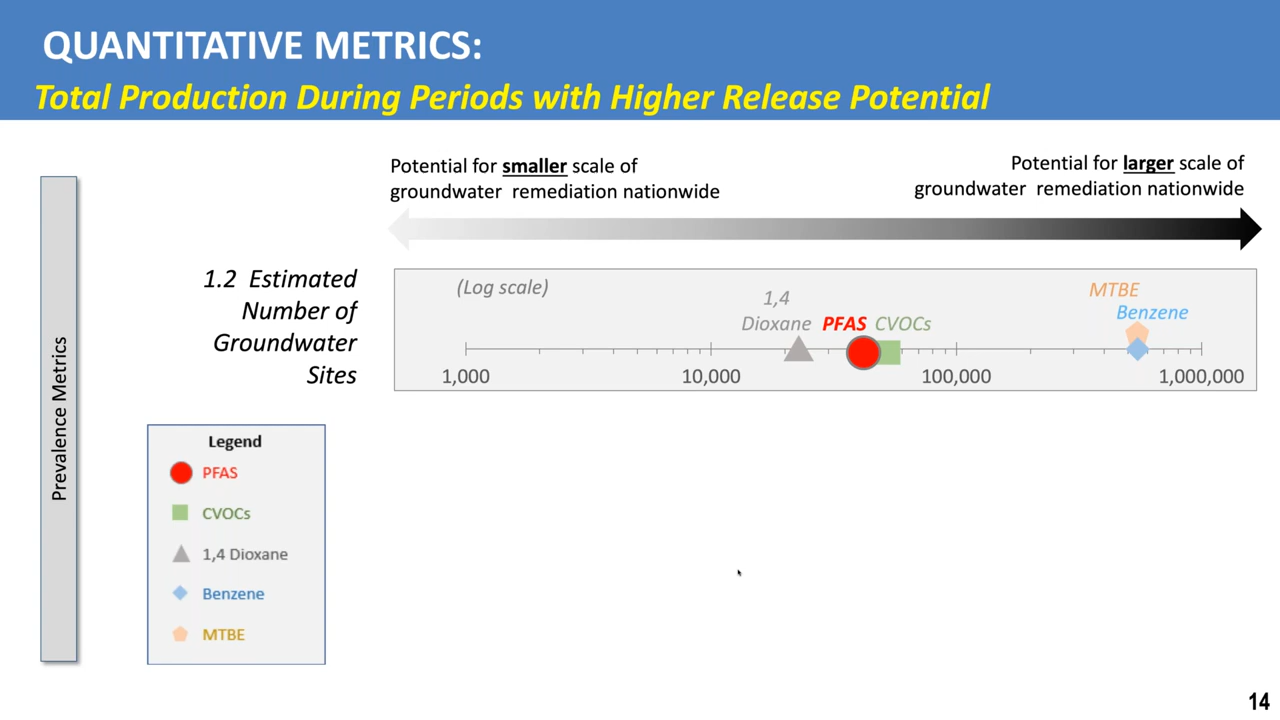 QUANTITATIVE METRICS:
Total Production During Periods with Higher Release Potential
Potential for smaller scale of
groundwater remediation nationwide
Potential for larger scale of
groundwater remediation nationwide
Prevalence Metrics
1.2 Estimated
Number of
Groundwater
Sites
(Log scale)
1,4
Dioxane
PFAS
CVOCs
MTBE
Benzene
1,000
10,000
100,000
1,000,000
Legend
PFAS
CVOCs
1,4 Dioxane
Benzene
MTBE
14